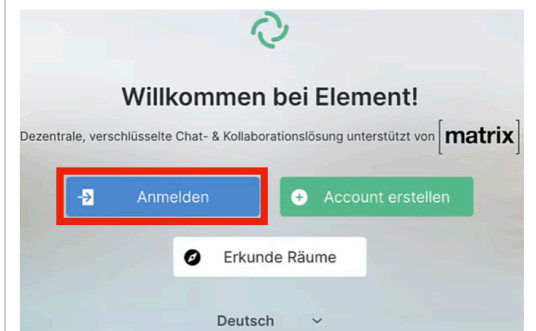 Willkommen bei Element!
Dezentrale, verschlüsselte Chat- & Kollaborationslösung unterstützt von [matrix]
Anmelden
Account erstellen
Erkunde Räume
Deutsch